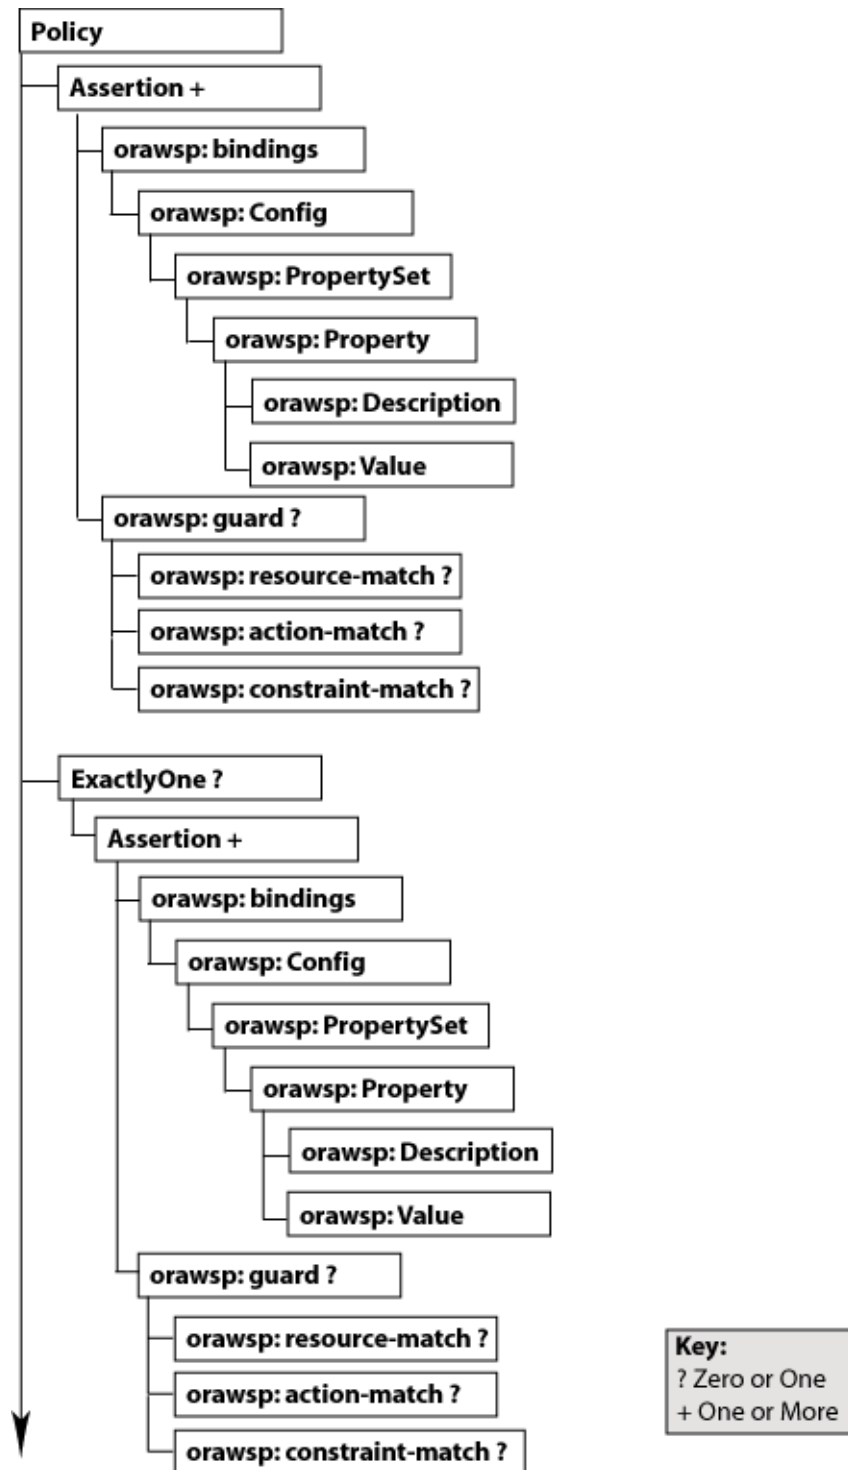 Policy
Assertion +
orawsp: bindings
orawsp: Config
orawsp: PropertySet
orawsp: Property
orawsp: Description
orawsp: Value
orawsp: guard ?
orawsp: resource-match ?
orawsp: action-match ?
orawsp: constraint-match ?
ExactlyOne ?
Assertion +
orawsp: bindings
orawsp: Config
orawsp: PropertySet
orawsp: Property
orawsp: Description
orawsp: Value
orawsp: guard ?
orawsp: resource-match ?
orawsp: action-match ?
orawsp: constraint-match ?
Key:
? Zero or One
+ One or More